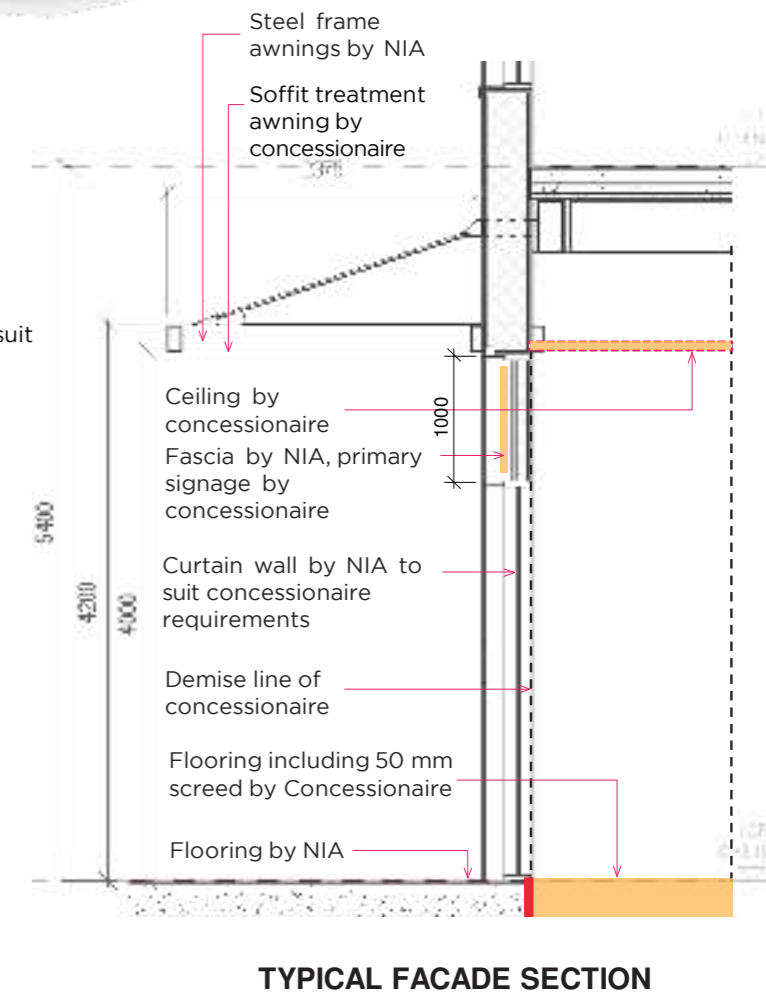 Steel frame
awnings by NIA
Soffit treatment
awning by
concessionaire
suit
Ceiling by
concessionaire
1000
Fascia by NIA, primary
signage by
concessionaire
5400
4200
4000
Curtain wall by NIA to
suit concessionaire
requirements
Demise line of
concessionaire
Flooring including 50 mm
screed by Concessionaire
Flooring by NIA
TYPICAL FACADE SECTION